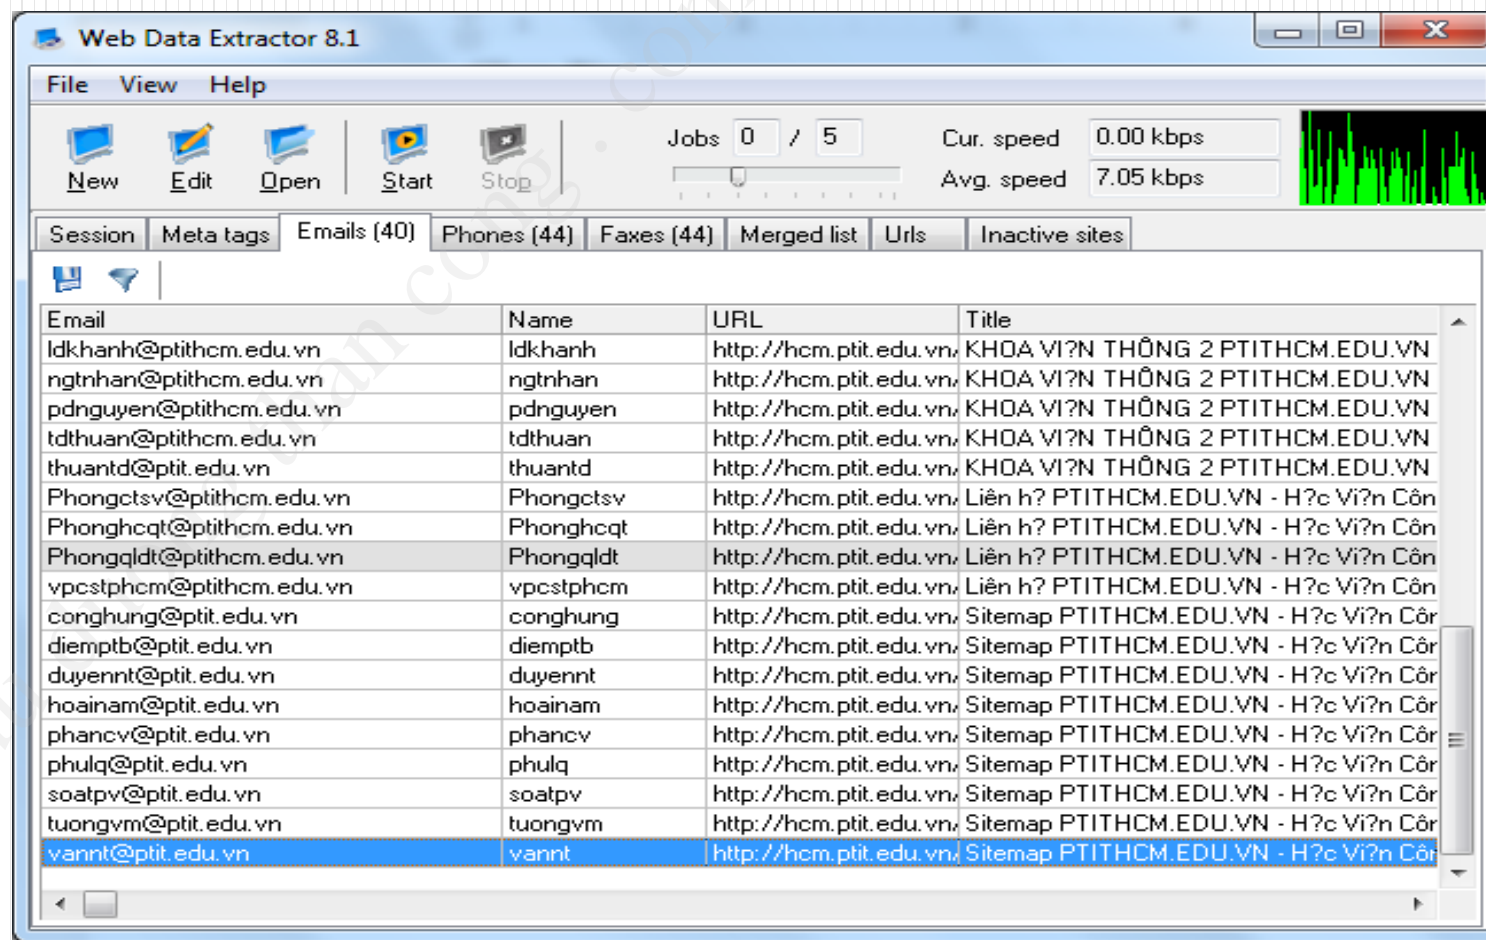 Web Data Extractor 8.1
File View Help
New Edit Open Start Stop Jobs 0 / 5 Cur. speed 0.00 kbps
Avg. speed 7.05 kbps
Session Meta tags Emails (40) Phones (44) Faxes (44) Merged list Urls Inactive sites
Email Name URL Title
ldkhanh@ptithcm.edu.vn ldkhanh http://hcm.ptit.edu.vn/ KHOA VI?N THÔNG 2 PTITHCM.EDU.VN
ngtnhan@ptithcm.edu.vn ngtnhan http://hcm.ptit.edu.vn/ KHOA VI?N THÔNG 2 PTITHCM.EDU.VN
pdnguyen@ptithcm.edu.vn pdnguyen http://hcm.ptit.edu.vn/ KHOA VI?N THÔNG 2 PTITHCM.EDU.VN
tdthuan@ptithcm.edu.vn tdthuan http://hcm.ptit.edu.vn/ KHOA VI?N THÔNG 2 PTITHCM.EDU.VN
thuantd@ptit.edu.vn thuantd http://hcm.ptit.edu.vn/ KHOA VI?N THÔNG 2 PTITHCM.EDU.VN
Phongctsv@ptithcm.edu.vn Phongctsv http://hcm.ptit.edu.vn/ Liên h? PTITHCM.EDU.VN - H?c Vi?n Côn
Phonghcqt@ptithcm.edu.vn Phonghcqt http://hcm.ptit.edu.vn/ Liên h? PTITHCM.EDU.VN - H?c Vi?n Côn
Phongqldt@ptithcm.edu.vn Phongqldt http://hcm.ptit.edu.vn/ Liên h? PTITHCM.EDU.VN - H?c Vi?n Côn
vpcstphcm@ptithcm.edu.vn vpcstphcm http://hcm.ptit.edu.vn/ Liên h? PTITHCM.EDU.VN - H?c Vi?n Côn
conghung@ptit.edu.vn conghung http://hcm.ptit.edu.vn/ Sitemap PTITHCM.EDU.VN - H?c Vi?n Côn
diemptb@ptit.edu.vn diemptb http://hcm.ptit.edu.vn/ Sitemap PTITHCM.EDU.VN - H?c Vi?n Côn
duyennt@ptit.edu.vn duyennt http://hcm.ptit.edu.vn/ Sitemap PTITHCM.EDU.VN - H?c Vi?n Côn
hoainam@ptit.edu.vn hoainam http://hcm.ptit.edu.vn/ Sitemap PTITHCM.EDU.VN - H?c Vi?n Côn
phancv@ptit.edu.vn phancv http://hcm.ptit.edu.vn/ Sitemap PTITHCM.EDU.VN - H?c Vi?n Côn
phulq@ptit.edu.vn phulq http://hcm.ptit.edu.vn/ Sitemap PTITHCM.EDU.VN - H?c Vi?n Côn
soatpv@ptit.edu.vn soatpv http://hcm.ptit.edu.vn/ Sitemap PTITHCM.EDU.VN - H?c Vi?n Côn
tuongvm@ptit.edu.vn tuongvm http://hcm.ptit.edu.vn/ Sitemap PTITHCM.EDU.VN - H?c Vi?n Côn
vannt@ptit.edu.vn vannt http://hcm.ptit.edu.vn/ Sitemap PTITHCM.EDU.VN - H?c Vi?n Côn